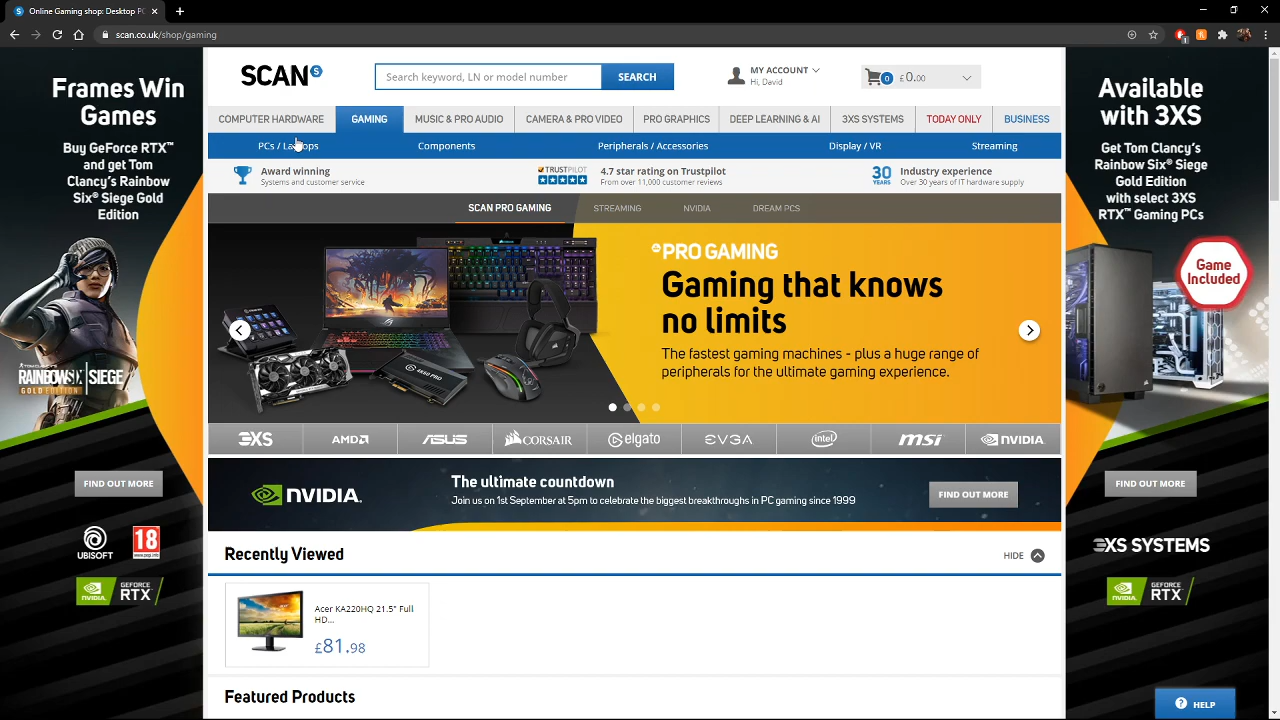 Online Gaming shop: Desktop PC
scan.co.uk/shop/gaming
Frames Win
Games
Buy GeForce RTX™
and get Tom
Clancy's Rainbow
Six® Siege Gold
Edition
TOM CLANCY'S
RAINBOW SIX | SIEGE
GOLD EDITION
FIND OUT MORE
UBISOFT
18
www.pegi.info
NVIDIA.
GEFORCE
RTX™
SCAN
Search keyword, LN or model number
SEARCH
MY ACCOUNT
Hi, David
0
£0.00
COMPUTER HARDWARE
GAMING
MUSIC & PRO AUDIO
CAMERA & PRO VIDEO
PRO GRAPHICS
DEEP LEARNING & AI
3XS SYSTEMS
TODAY ONLY
BUSINESS
PCs / Laptops
Components
Peripherals / Accessories
Display / VR
Streaming
Award winning
Systems and customer service
TRUSTPILOT
4.7 star rating on Trustpilot
From over 11,000 customer reviews
30
YEARS
Industry experience
Over 30 years of IT hardware supply
SCAN PRO GAMING
STREAMING
NVIDIA
DREAM PCS
PRO GAMING
Gaming that knows
no limits
The fastest gaming machines - plus a huge range of
peripherals for the ultimate gaming experience.
4K60 PRO
3XS
AMD
ASUS
CORSAIR
elgato
EVGA
intel
msi
NVIDIA.
NVIDIA.
The ultimate countdown
Join us on 1st September at 5pm to celebrate the biggest breakthroughs in PC gaming since 1999
FIND OUT MORE
Recently Viewed
HIDE
acer
Acer KA220HQ 21.5" Full
HD...
£81.98
Featured Products
Available
with 3XS
Get Tom Clancy's
Rainbow Six® Siege
Gold Edition
with select 3XS
RTX™ Gaming PCs
Game
Included
FIND OUT MORE
3XS SYSTEMS
NVIDIA.
GEFORCE
RTX™
? HELP